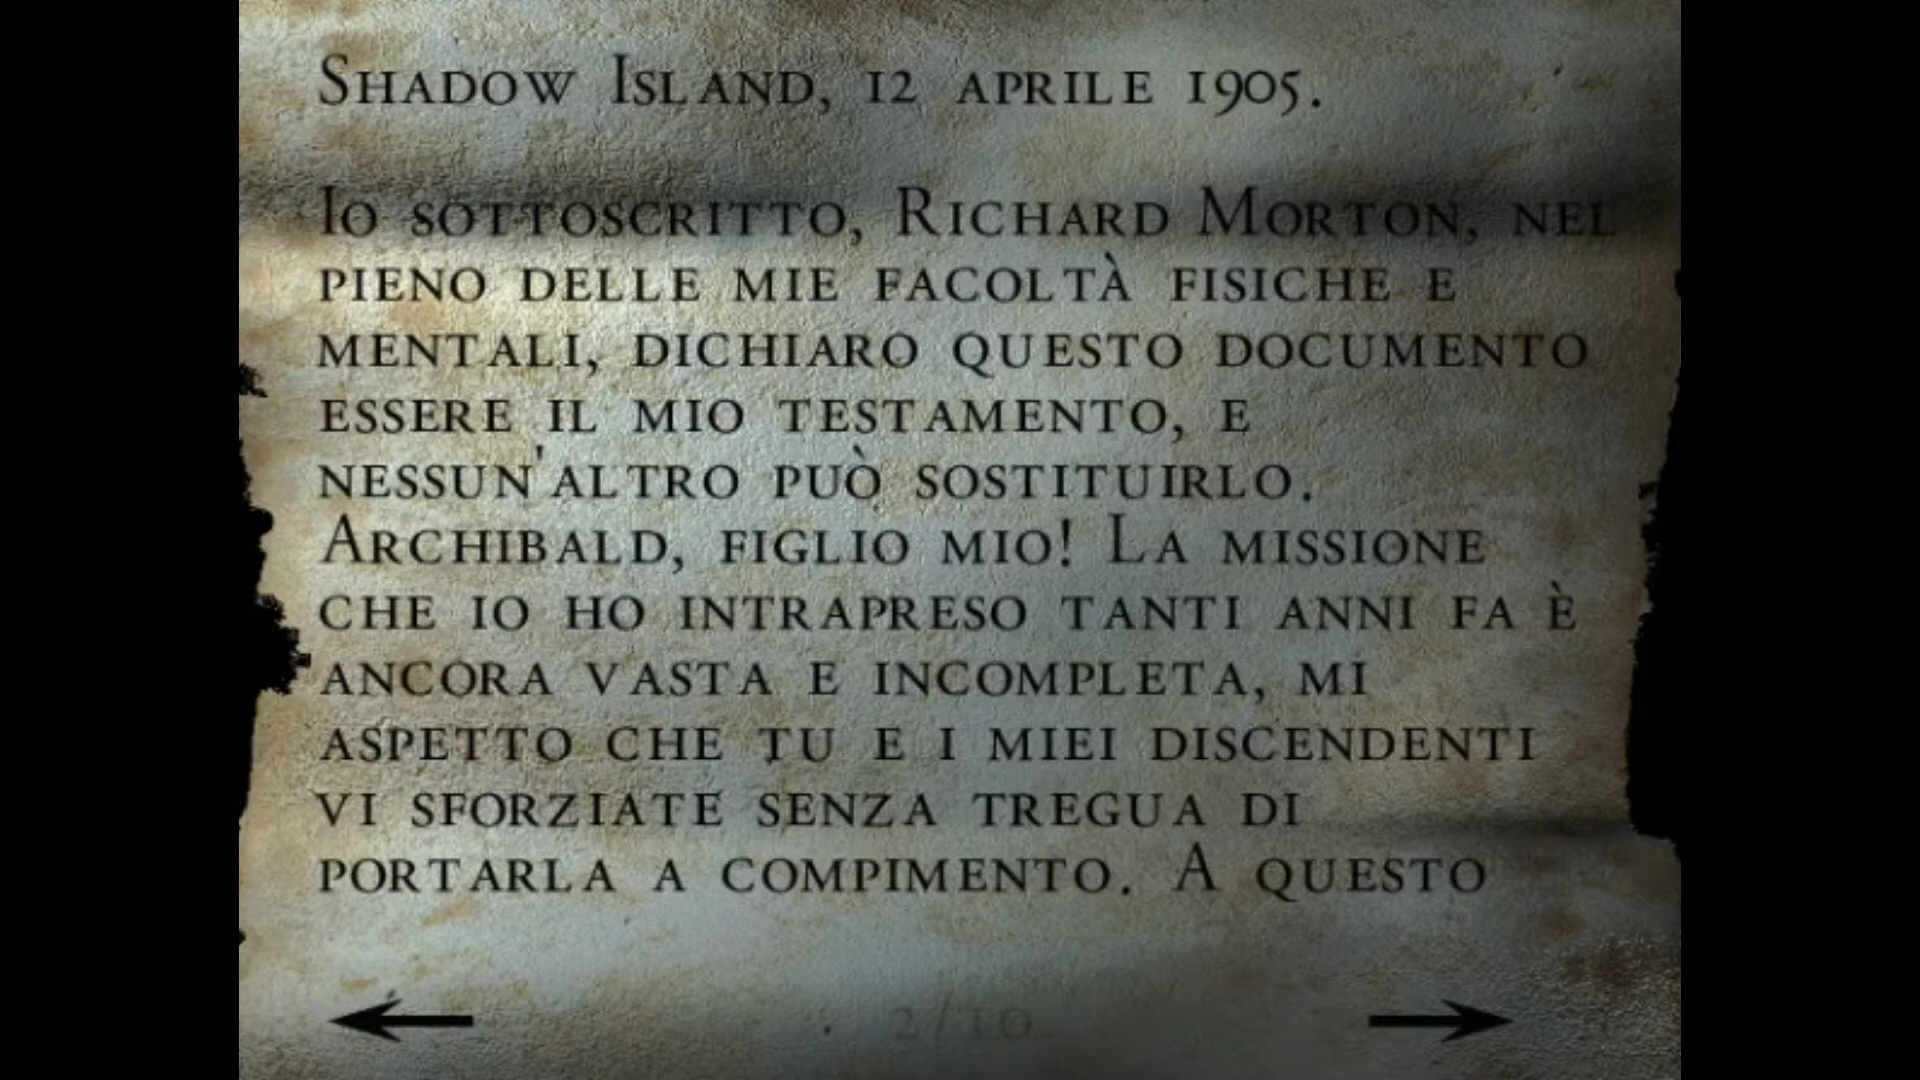 Shadow Island, 12 aprile 1905.
Io sottoscritto, Richard Morton, nel
pieno delle mie facoltà fisiche e
mentali, dichiaro questo documento
essere il mio testamento, e
nessun'altro può sostituirlo.
Archibald, figlio mio! La missione
che io ho intrapreso tanti anni fa è
ancora vasta e incompleta, mi
aspetto che tu e i miei discendenti
vi sforziate senza tregua di
portarla a compimento. A questo
2/10